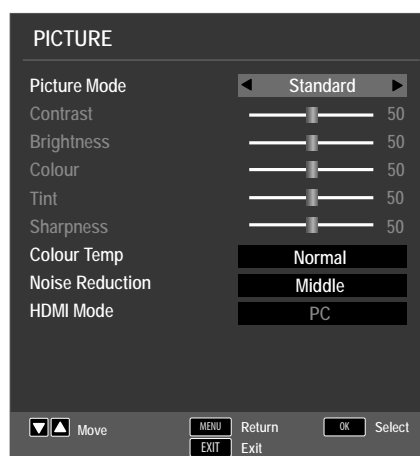 PICTURE
Picture Mode Standard
Contrast 50
Brightness 50
Colour 50
Tint 50
Sharpness 50
Colour Temp Normal
Noise Reduction Middle
HDMI Mode PC
Move MENU Return OK Select
EXIT Exit